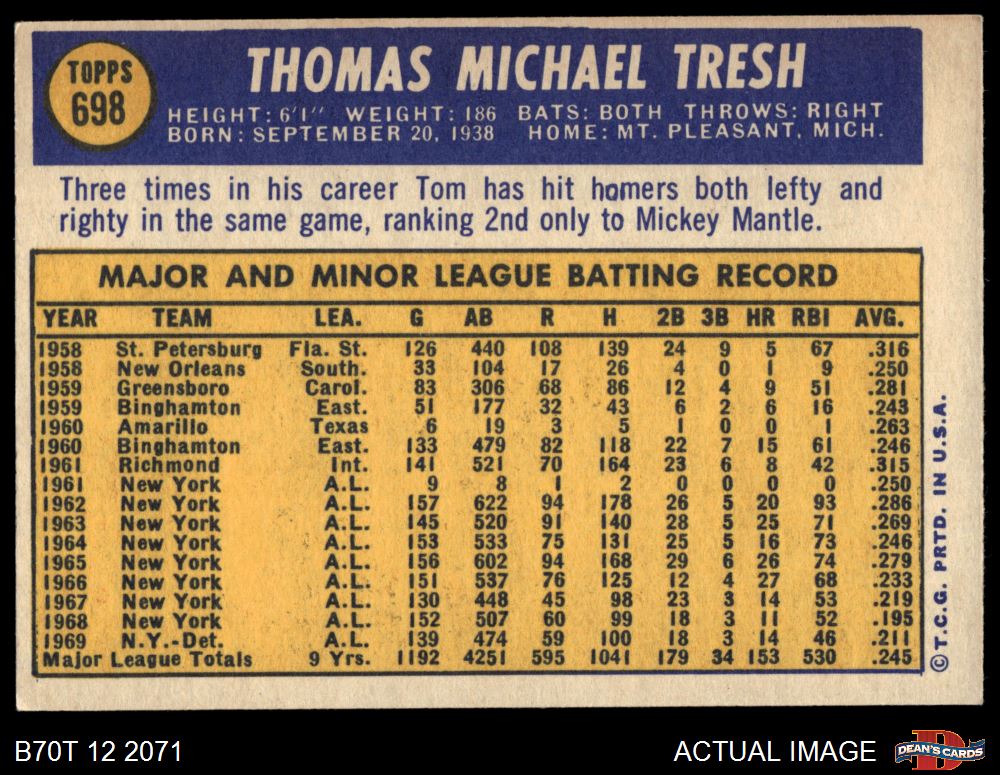 TOPPS
698
THOMAS MICHAEL TRESH
HEIGHT: 6'1" WEIGHT: 186 BATS: BOTH THROWS: RIGHT
BORN: SEPTEMBER 20, 1938 HOME: MT. PLEASANT, MICH.
Three times in his career Tom has hit homers both lefty and
righty in the same game, ranking 2nd only to Mickey Mantle.
MAJOR AND MINOR LEAGUE BATTING RECORD
YEAR TEAM LEA. G AB R H 2B 3B HR RBI AVG.
1958 St. Petersburg Fla. St. 126 440 108 139 24 9 5 67 .316
1958 New Orleans South. 33 104 17 26 4 0 1 9 .250
1959 Greensboro Carol. 83 306 68 86 12 4 9 51 .281
1959 Binghamton East. 51 177 32 43 6 2 6 16 .243
1960 Amarillo Texas 6 19 3 5 1 0 0 1 .263
1960 Binghamton East. 133 479 82 118 22 7 15 61 .246
1961 Richmond Int. 141 521 70 164 23 6 8 42 .315
1961 New York A.L. 9 8 1 2 0 0 0 0 .250
1962 New York A.L. 157 622 94 178 26 5 20 93 .286
1963 New York A.L. 145 520 91 140 28 5 25 71 .269
1964 New York A.L. 153 533 75 131 25 5 16 73 .246
1965 New York A.L. 156 602 94 168 29 6 26 74 .279
1966 New York A.L. 151 537 76 125 12 4 27 68 .233
1967 New York A.L. 130 448 45 98 23 3 14 53 .219
1968 New York A.L. 152 507 60 99 18 3 11 52 .195
1969 N.Y.-Det. A.L. 139 474 59 100 18 3 14 46 .211
Major League Totals 9 Yrs. 1192 4251 595 1041 179 34 153 530 .245
© T.C.G. PRTD. IN U.S.A.
B70T 12 2071
ACTUAL IMAGE
DEAN'S CARDS